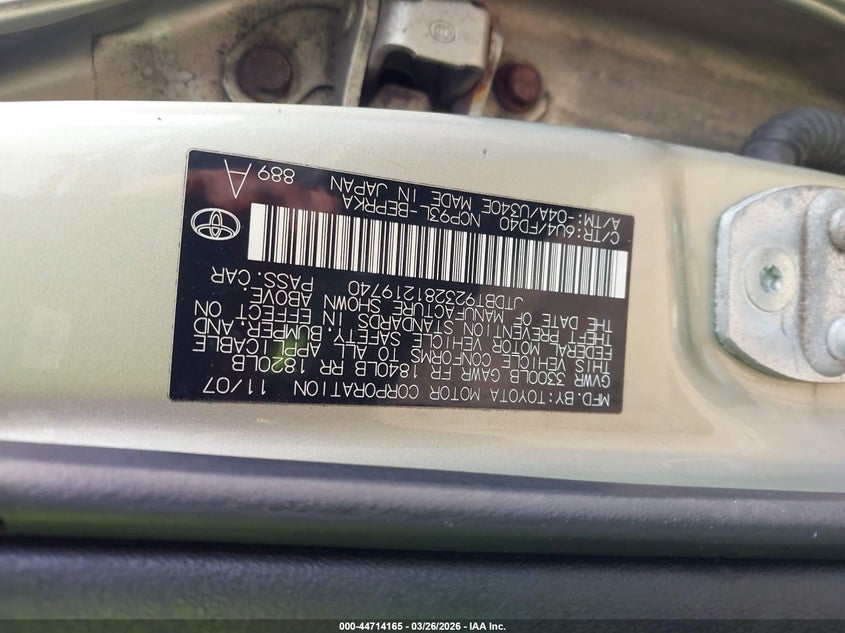 MFD. BY: TOYOTA MOTOR CORPORATION 11/07
GVWR 3300LB GAWR FR 1840LB RR 1820LB
THIS VEHICLE CONFORMS TO ALL APPLICABLE
FEDERAL MOTOR VEHICLE SAFETY, BUMPER, AND
THEFT PREVENTION STANDARDS IN EFFECT ON
THE DATE OF MANUFACTURE SHOWN ABOVE.
JTDBT923281219740 PASS. CAR
C/TR: 6U4/FD40 NCP93L-BEPRKA
A/TM: -04A/U340E MADE IN JAPAN 889 A
000-44714165 | 03/26/2026 | IAA Inc.